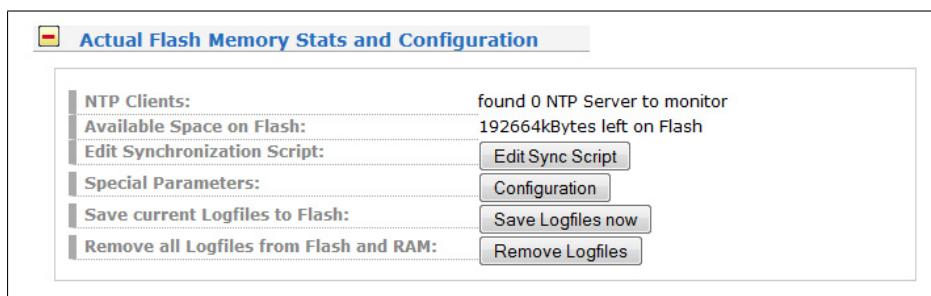 Actual Flash Memory Stats and Configuration
NTP Clients: found 0 NTP Server to monitor
Available Space on Flash: 192664kBytes left on Flash
Edit Synchronization Script: Edit Sync Script
Special Parameters: Configuration
Save current Logfiles to Flash: Save Logfiles now
Remove all Logfiles from Flash and RAM: Remove Logfiles